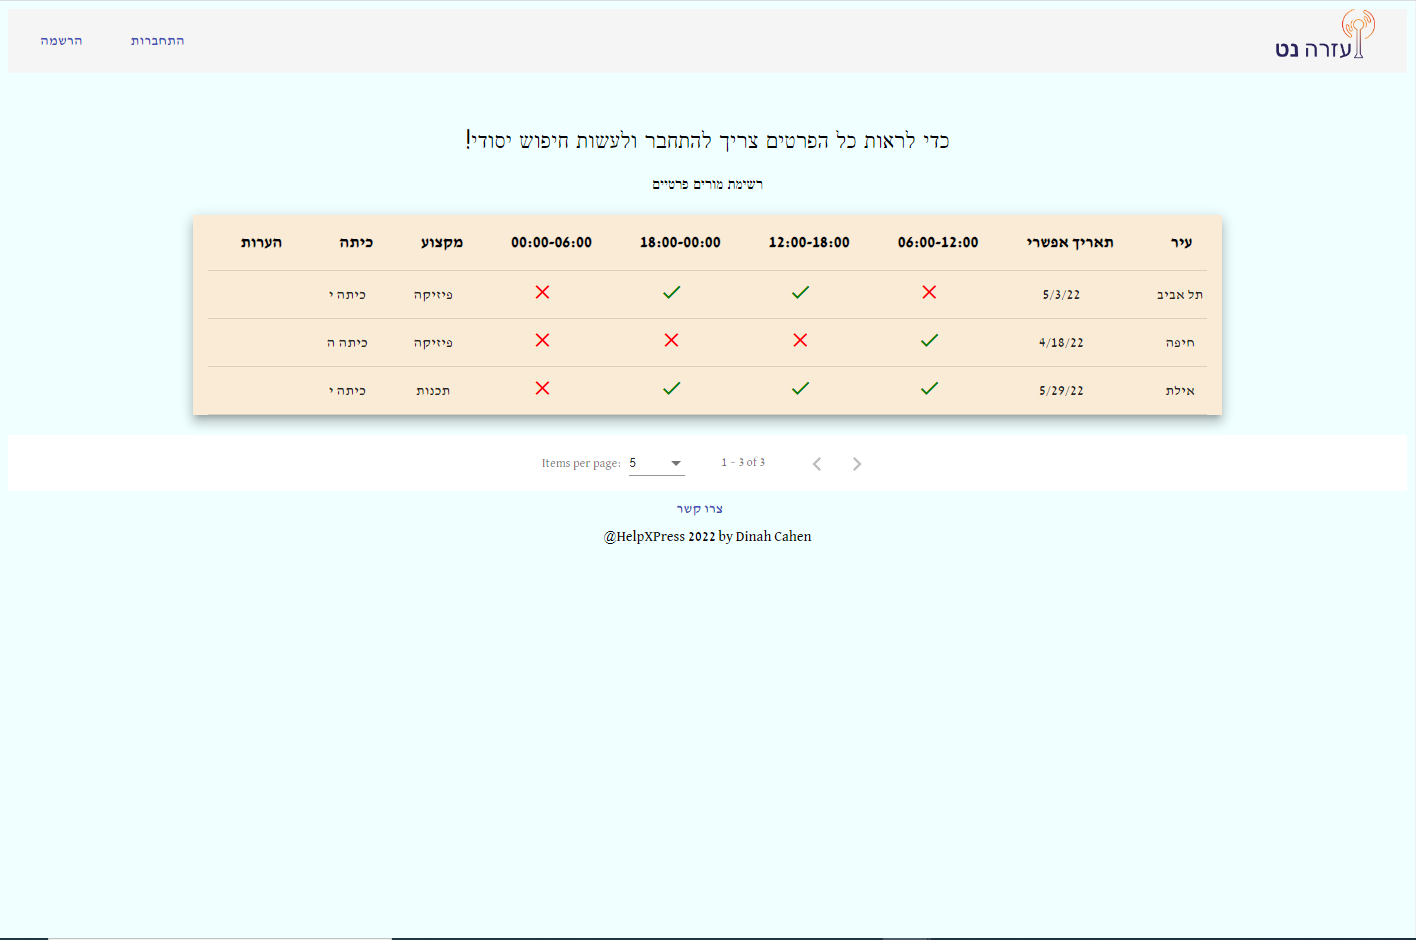 עזרה נט
התחברות
הרשמה
כדי לראות כל הפרטים צריך להתחבר ולעשות חיפוש יסודי!
רשימת מורים פרטיים
עיר תאריך אפשרי 06:00-12:00 12:00-18:00 18:00-00:00 00:00-06:00 מקצוע כיתה הערות
תל אביב 5/3/22 פיזיקה כיתה י
חיפה 4/18/22 פיזיקה כיתה ה
אילת 5/29/22 תכנות כיתה י
Items per page: 5 1 - 3 of 3
צרו קשר
@HelpXPress 2022 by Dinah Cahen